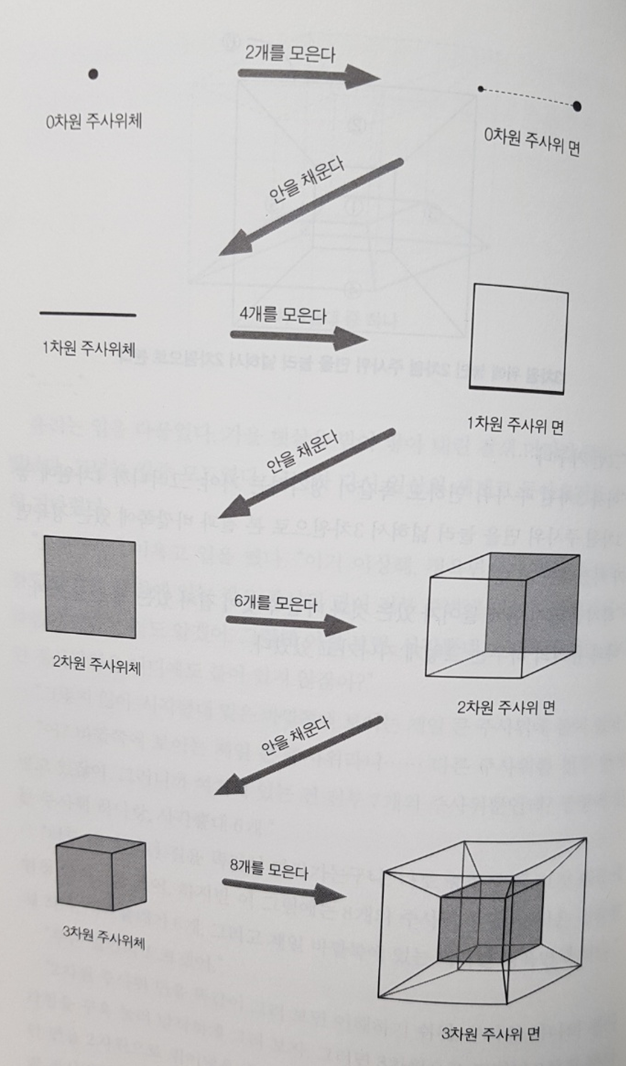 2개를 모은다
0차원 주사위체
0차원 주사위 면
안을 채운다
4개를 모은다
1차원 주사위체
1차원 주사위 면
안을 채운다
6개를 모은다
2차원 주사위체
2차원 주사위 면
안을 채운다
8개를 모은다
3차원 주사위체
3차원 주사위 면